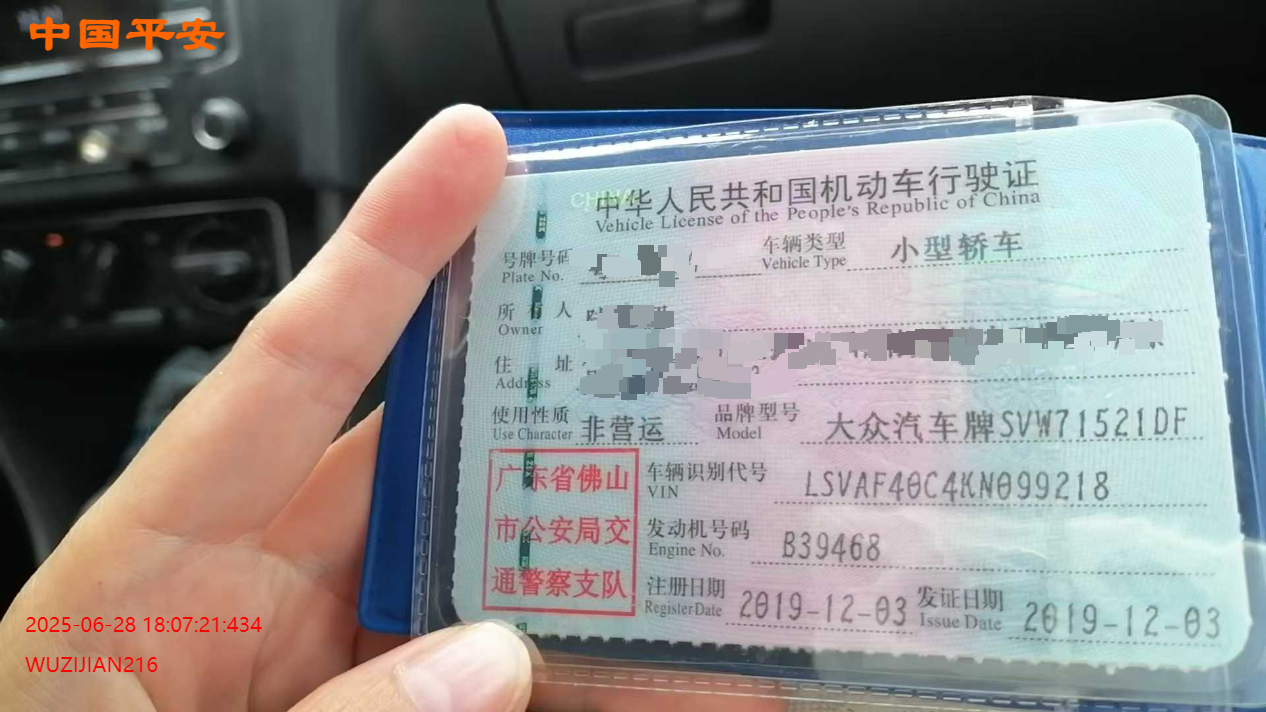 中国平安
CHINA
中华人民共和国机动车行驶证
Vehicle License of the People's Republic of China
号牌号码
Plate No.
车辆类型 小型轿车
Vehicle Type
所有人
Owner
住址
Address
使用性质 非营运
Use Character
品牌型号 大众汽车牌SVW71521DF
Model
广东省佛山
市公安局交
通警察支队
车辆识别代号 LSVAF40C4KN099218
VIN
发动机号码 B39468
Engine No.
注册日期 2019-12-03
Register Date
发证日期 2019-12-03
Issue Date
2025-06-28 18:07:21:434
WUZIJIAN216